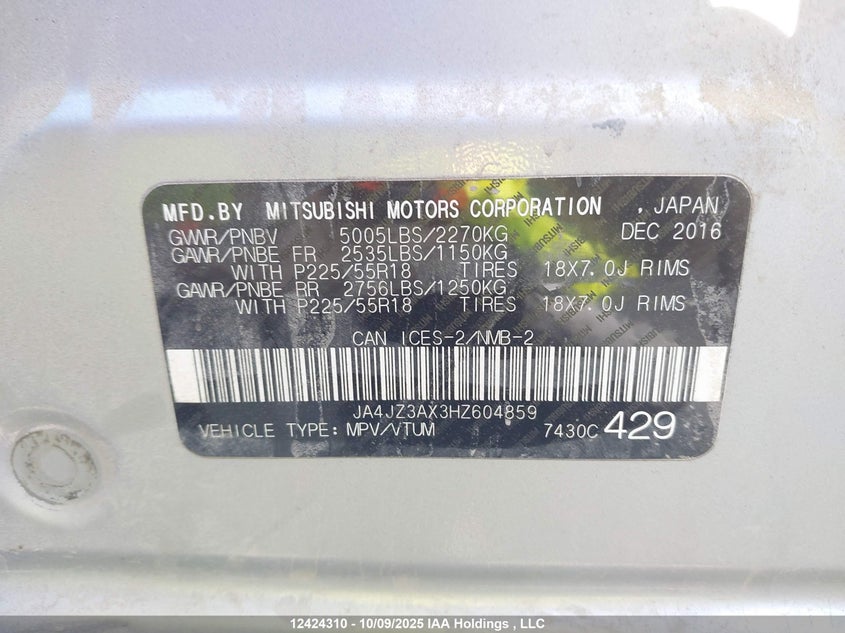 MFD.BY MITSUBISHI MOTORS CORPORATION , JAPAN
GVWR/PNBV 5005LBS/2270KG DEC 2016
GAWR/PNBE FR 2535LBS/1150KG
WITH P225/55R18 TIRES 18X7.0J RIMS
GAWR/PNBE RR 2756LBS/1250KG
WITH P225/55R18 TIRES 18X7.0J RIMS
CAN ICES-2/NMB-2
JA4JZ3AX3HZ604859
VEHICLE TYPE: MPV/VTUM 7430C 429
12424310 - 10/09/2025 IAA Holdings , LLC